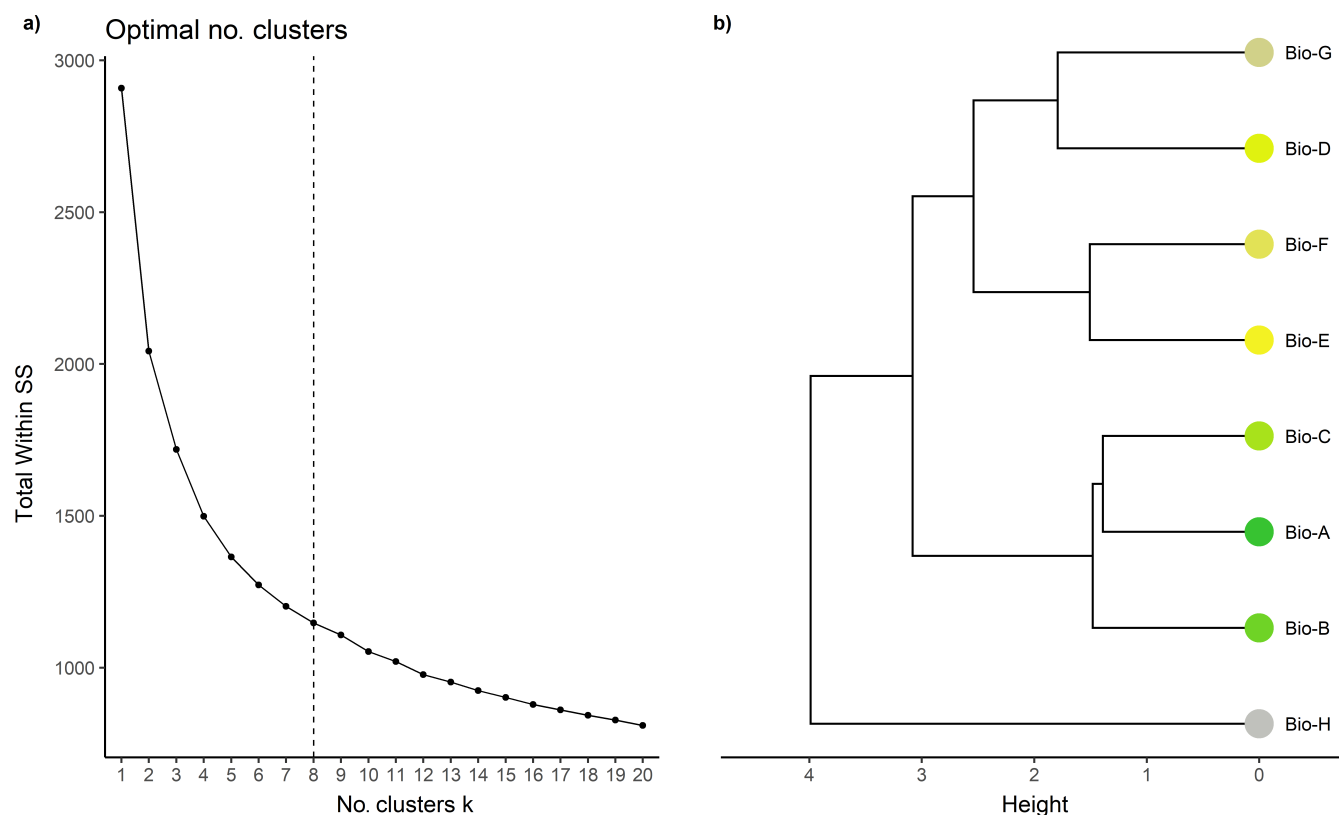 a)
Optimal no. clusters
3000
2500
2000
1500
1000
Total Within SS
1 2 3 4 5 6 7 8 9 10 11 12 13 14 15 16 17 18 19 20
No. clusters k
b)
Bio-G
Bio-D
Bio-F
Bio-E
Bio-C
Bio-A
Bio-B
Bio-H
4 3 2 1 0
Height